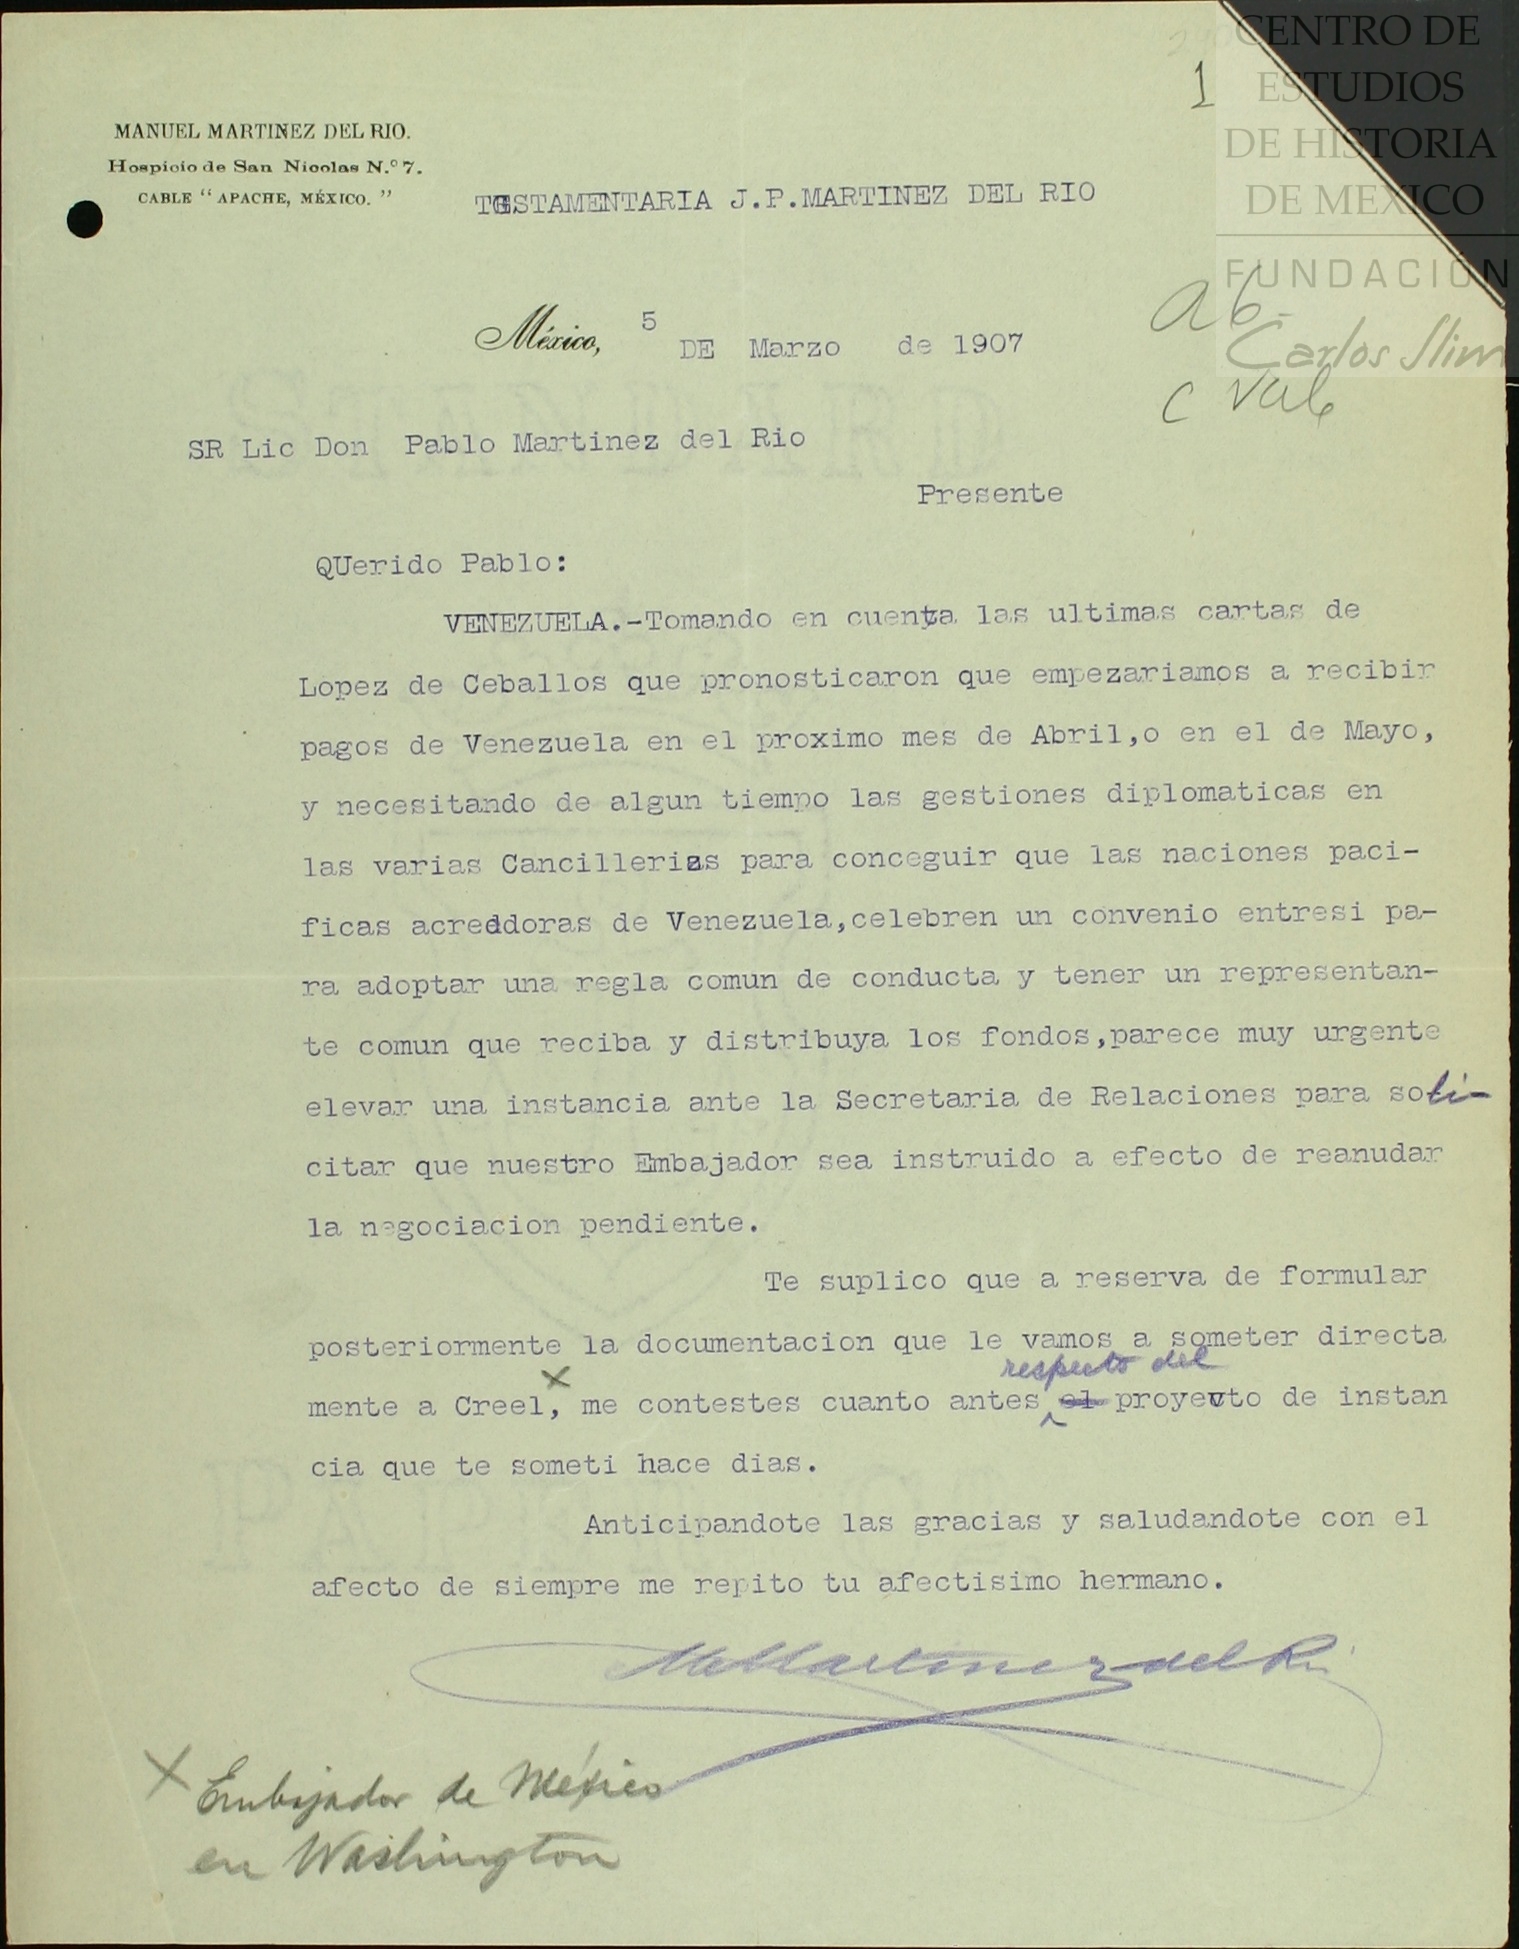 CENTRO DE
ESTUDIOS
DE HISTORIA
DE MEXICO
FUNDACIÓN
Carlos Slim
1
MANUEL MARTINEZ DEL RIO.
Hospicio de San Nicolas N.º 7.
CABLE “ APACHE, MÉXICO. ”
TESTAMENTARIA J.P.MARTINEZ DEL RIO
México, 5 DE Marzo de 1907
SR Lic Don Pablo Martinez del Rio
Presente
QUerido Pablo:
VENEZUELA.-Tomando en cuenta las ultimas cartas de
Lopez de Ceballos que pronosticaron que empezariamos a recibir
pagos de Venezuela en el proximo mes de Abril,o en el de Mayo,
y necesitando de algun tiempo las gestiones diplomaticas en
las varias Cancillerias para conceguir que las naciones paci-
ficas acreedoras de Venezuela,celebren un convenio entresi pa-
ra adoptar una regla comun de conducta y tener un representan-
te comun que reciba y distribuya los fondos,parece muy urgente
elevar una instancia ante la Secretaria de Relaciones para soli-
citar que nuestro Embajador sea instruido a efecto de reanudar
la negociacion pendiente.
Te suplico que a reserva de formular
posteriormente la documentacion que le vamos a someter directa
respecto del
mente a Creel, x me contestes cuanto antes el proyecto de instan
cia que te someti hace dias.
Anticipandote las gracias y saludandote con el
afecto de siempre me repito tu afectisimo hermano.
M Martinez del Rio
x Embajador de México
en Washington